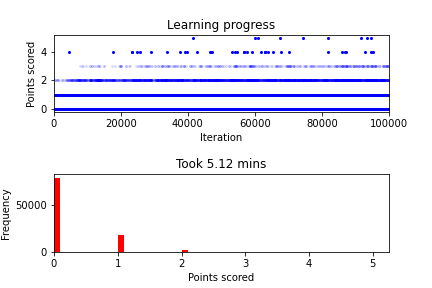 Learning progress
Points scored
4
2
0
0 20000 40000 60000 80000 100000
Iteration
Took 5.12 mins
Frequency
50000
0
0 1 2 3 4 5
Points scored